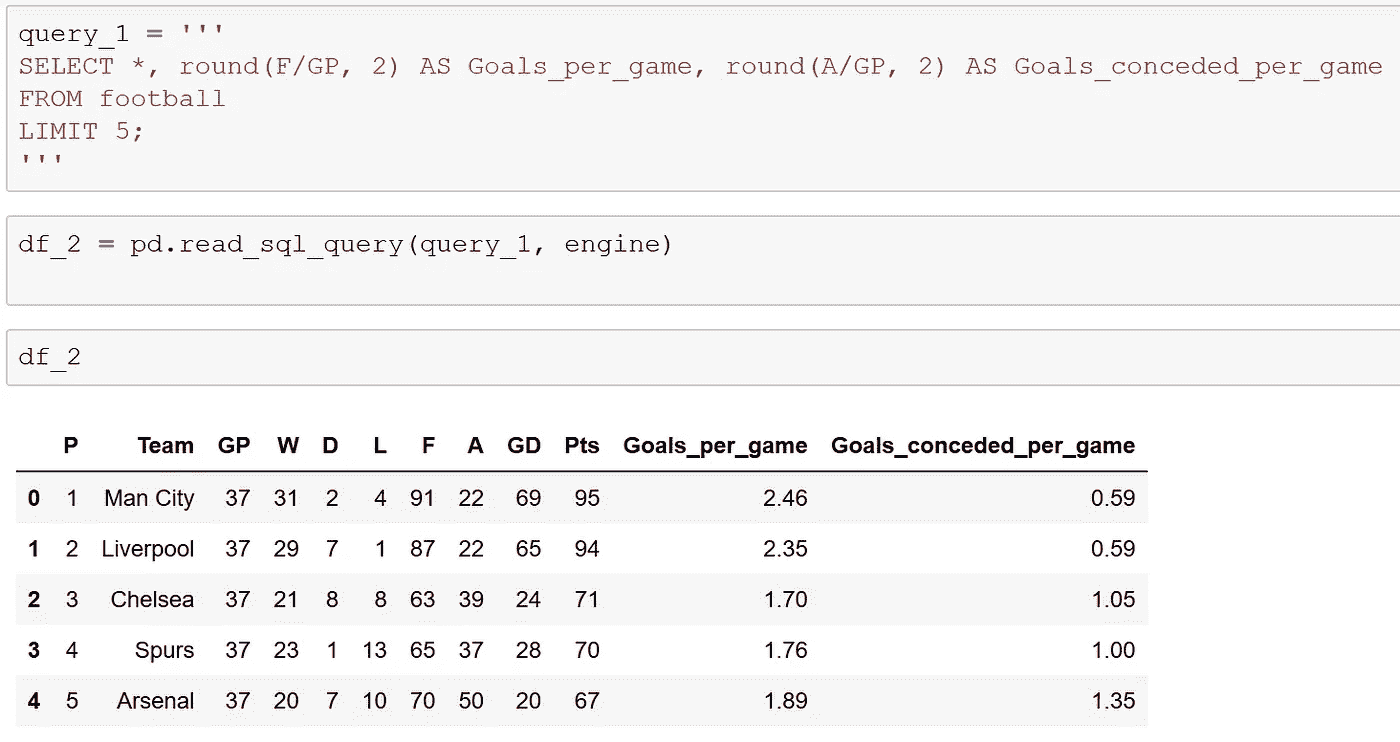 query_1 = '''
SELECT *, round(F/GP, 2) AS Goals_per_game, round(A/GP, 2) AS Goals_conceded_per_game
FROM football
LIMIT 5;
'''
df_2 = pd.read_sql_query(query_1, engine)
df_2
P Team GP W D L F A GD Pts Goals_per_game Goals_conceded_per_game
0 1 Man City 37 31 2 4 91 22 69 95 2.46 0.59
1 2 Liverpool 37 29 7 1 87 22 65 94 2.35 0.59
2 3 Chelsea 37 21 8 8 63 39 24 71 1.70 1.05
3 4 Spurs 37 23 1 13 65 37 28 70 1.76 1.00
4 5 Arsenal 37 20 7 10 70 50 20 67 1.89 1.35